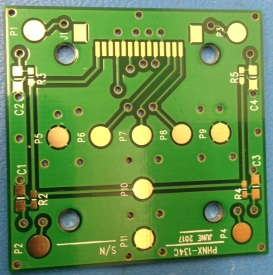 P1
J1
P3
R3
R5
C2
C4
P5
P6
P7
P8
P9
C1
C3
R2
P10
R4
P2
S/N
P11
JUNE 2017
PHNX-134C
P4